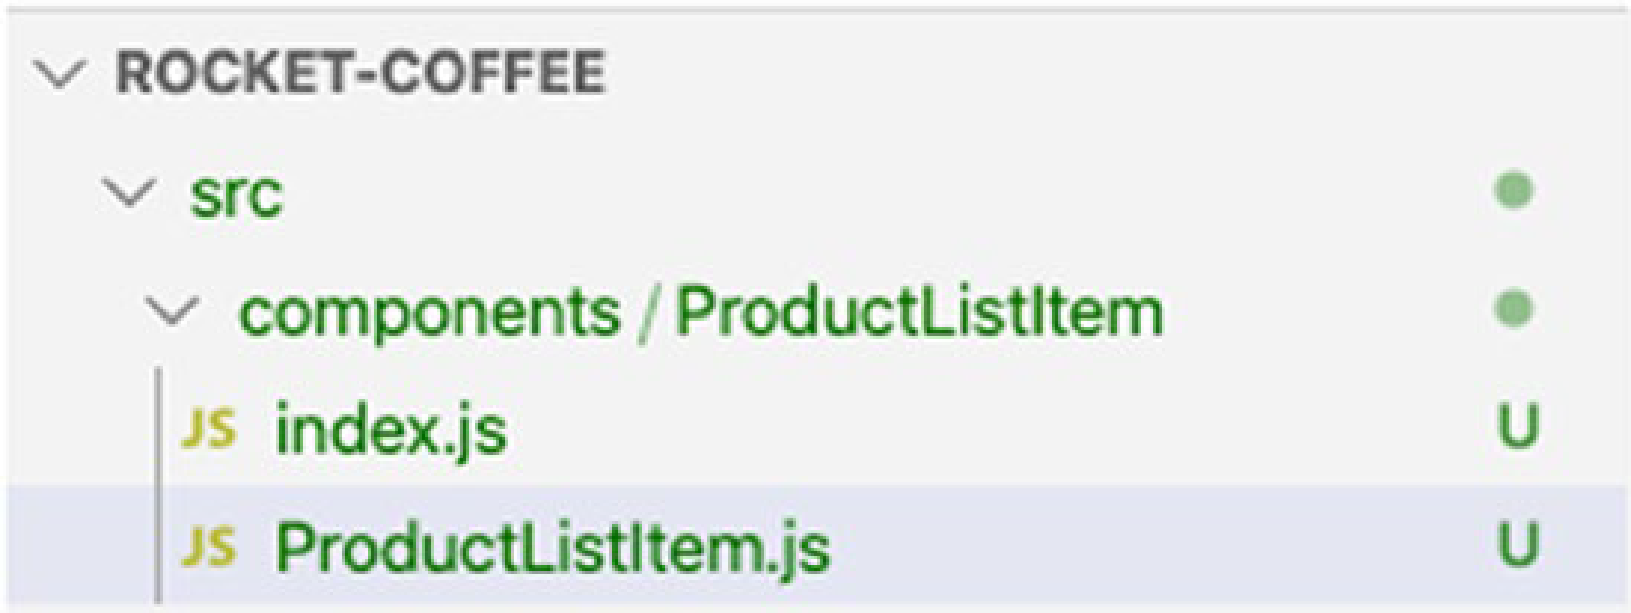 ROCKET-COFFEE
src
components / ProductListItem
JS index.js U
JS ProductListItem.js U